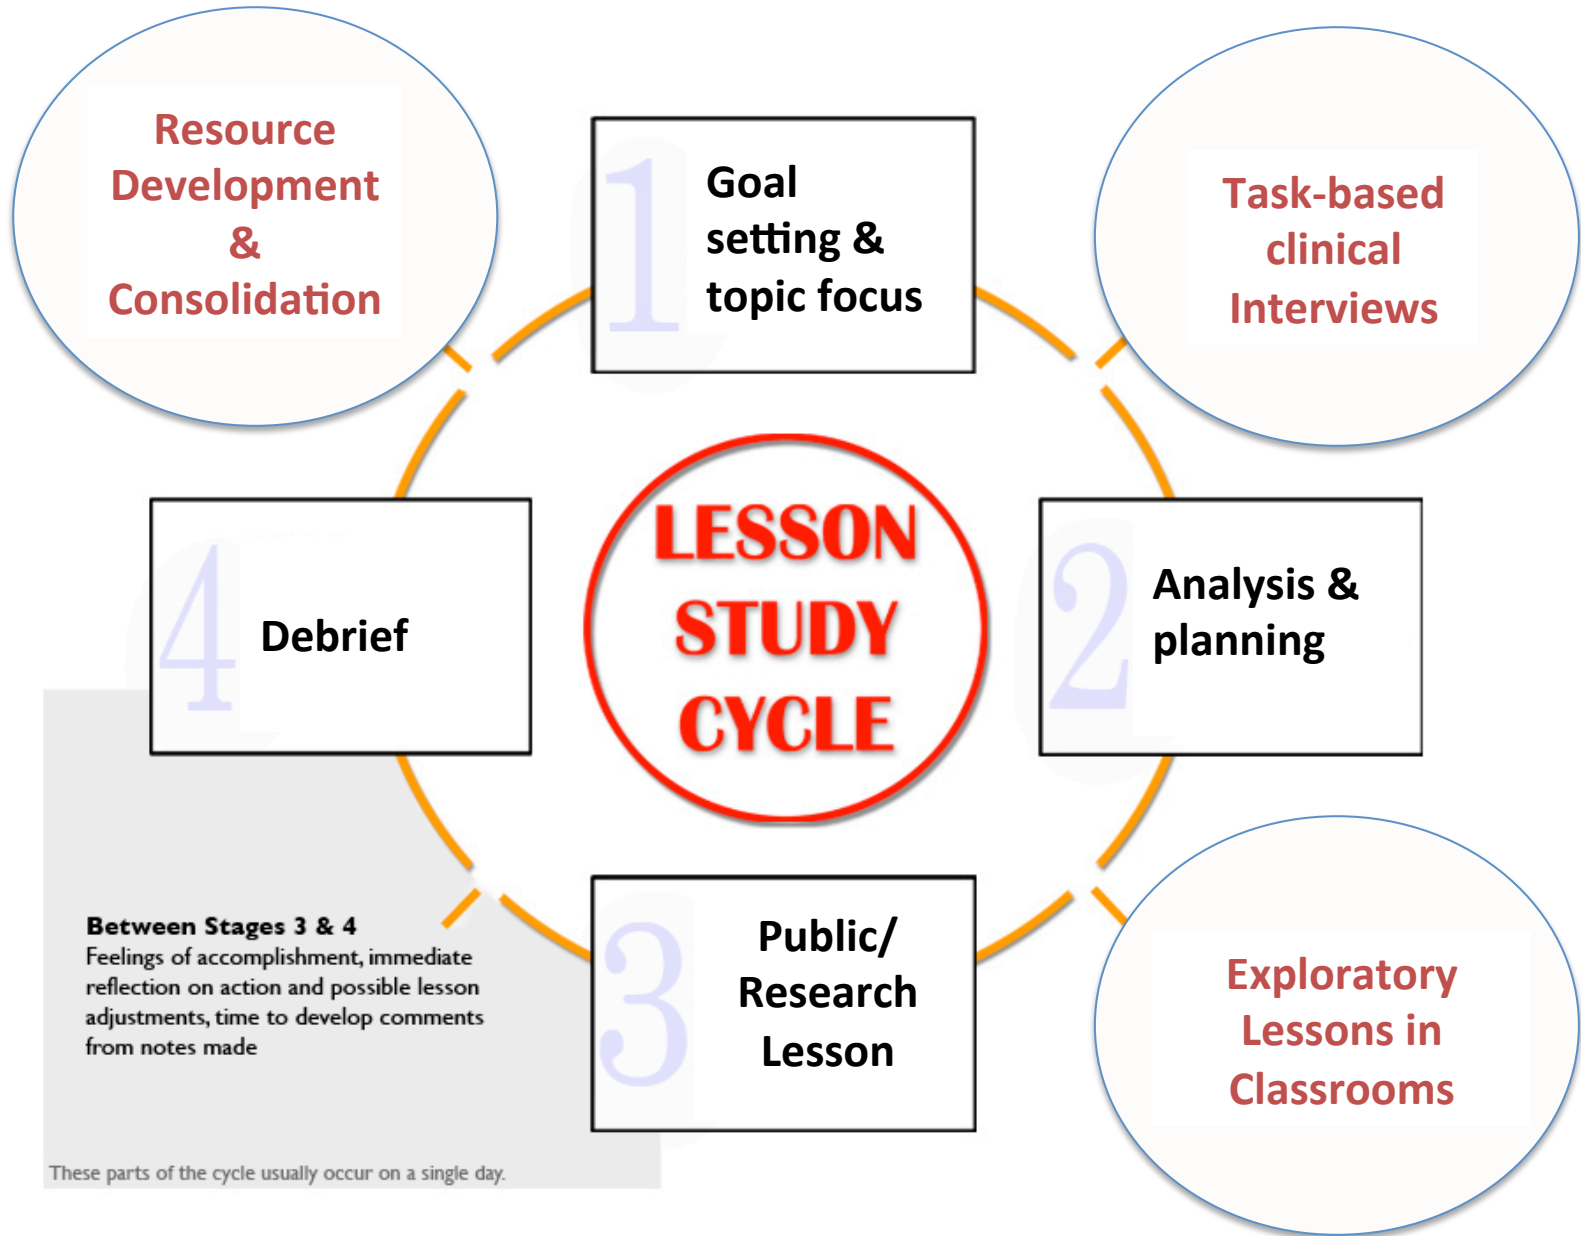 Resource
Development
&
Consolidation
1
Goal
setting &
topic focus
Task-based
clinical
Interviews
LESSON
STUDY
CYCLE
4
Debrief
2
Analysis &
planning
Between Stages 3 & 4
Feelings of accomplishment, immediate
reflection on action and possible lesson
adjustments, time to develop comments
from notes made
3
Public/
Research
Lesson
Exploratory
Lessons in
Classrooms
These parts of the cycle usually occur on a single day.